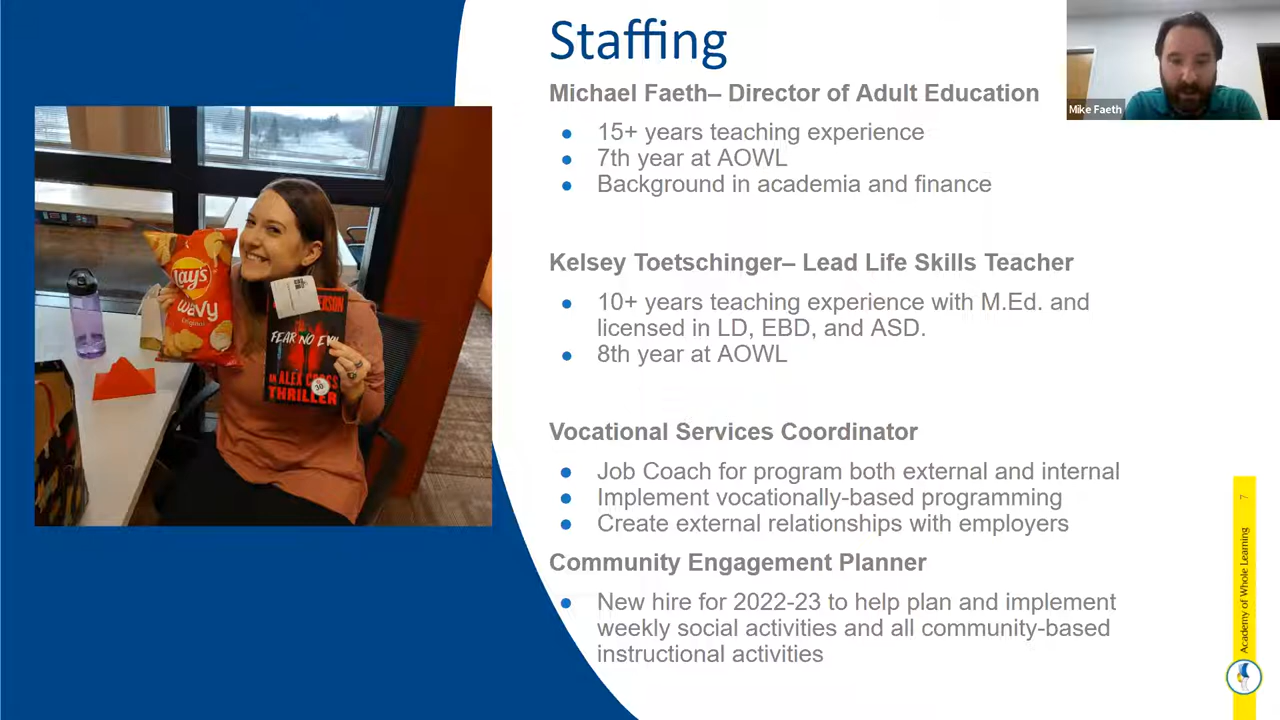 Staffing
Michael Faeth– Director of Adult Education
15+ years teaching experience
7th year at AOWL
Background in academia and finance
Kelsey Toetschinger– Lead Life Skills Teacher
10+ years teaching experience with M.Ed. and
licensed in LD, EBD, and ASD.
8th year at AOWL
Vocational Services Coordinator
Job Coach for program both external and internal
Implement vocationally-based programming
Create external relationships with employers
Community Engagement Planner
New hire for 2022-23 to help plan and implement
weekly social activities and all community-based
instructional activities
Mike Faeth
Lay's
wavy
Original
FEAR NO
ALEX
THRILLER
30
7
Academy of Whole Learning